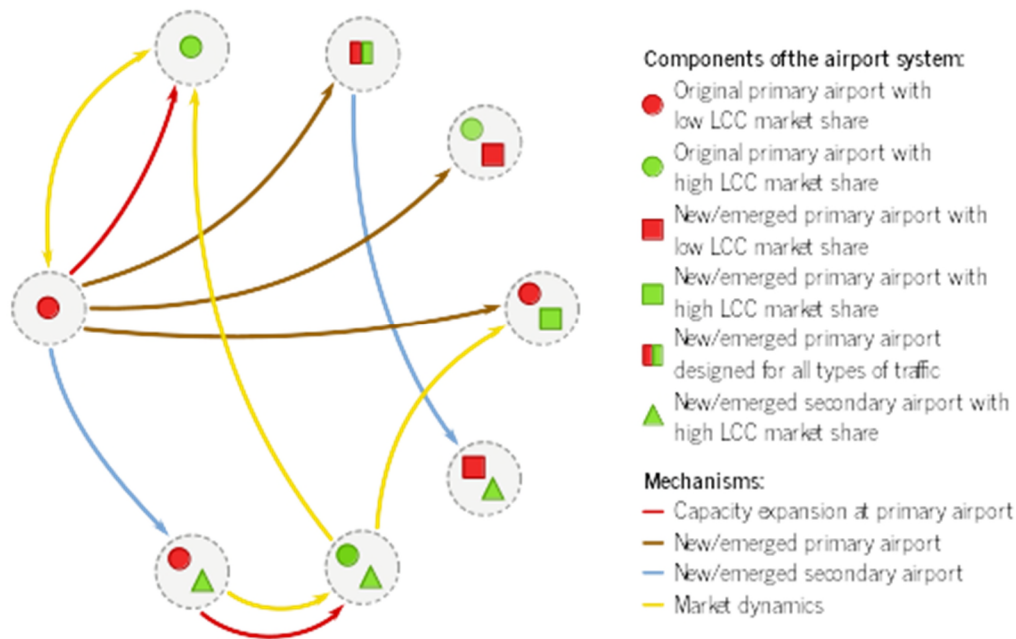 Components ofthe airport system:
Original primary airport with
low LCC market share
Original primary airport with
high LCC market share
New/emerged primary airport with
low LCC market share
New/emerged primary airport with
high LCC market share
New/emerged primary airport
designed for all types of traffic
New/emerged secondary airport with
high LCC market share
Mechanisms:
Capacity expansion at primary airport
New/emerged primary airport
New/emerged secondary airport
Market dynamics